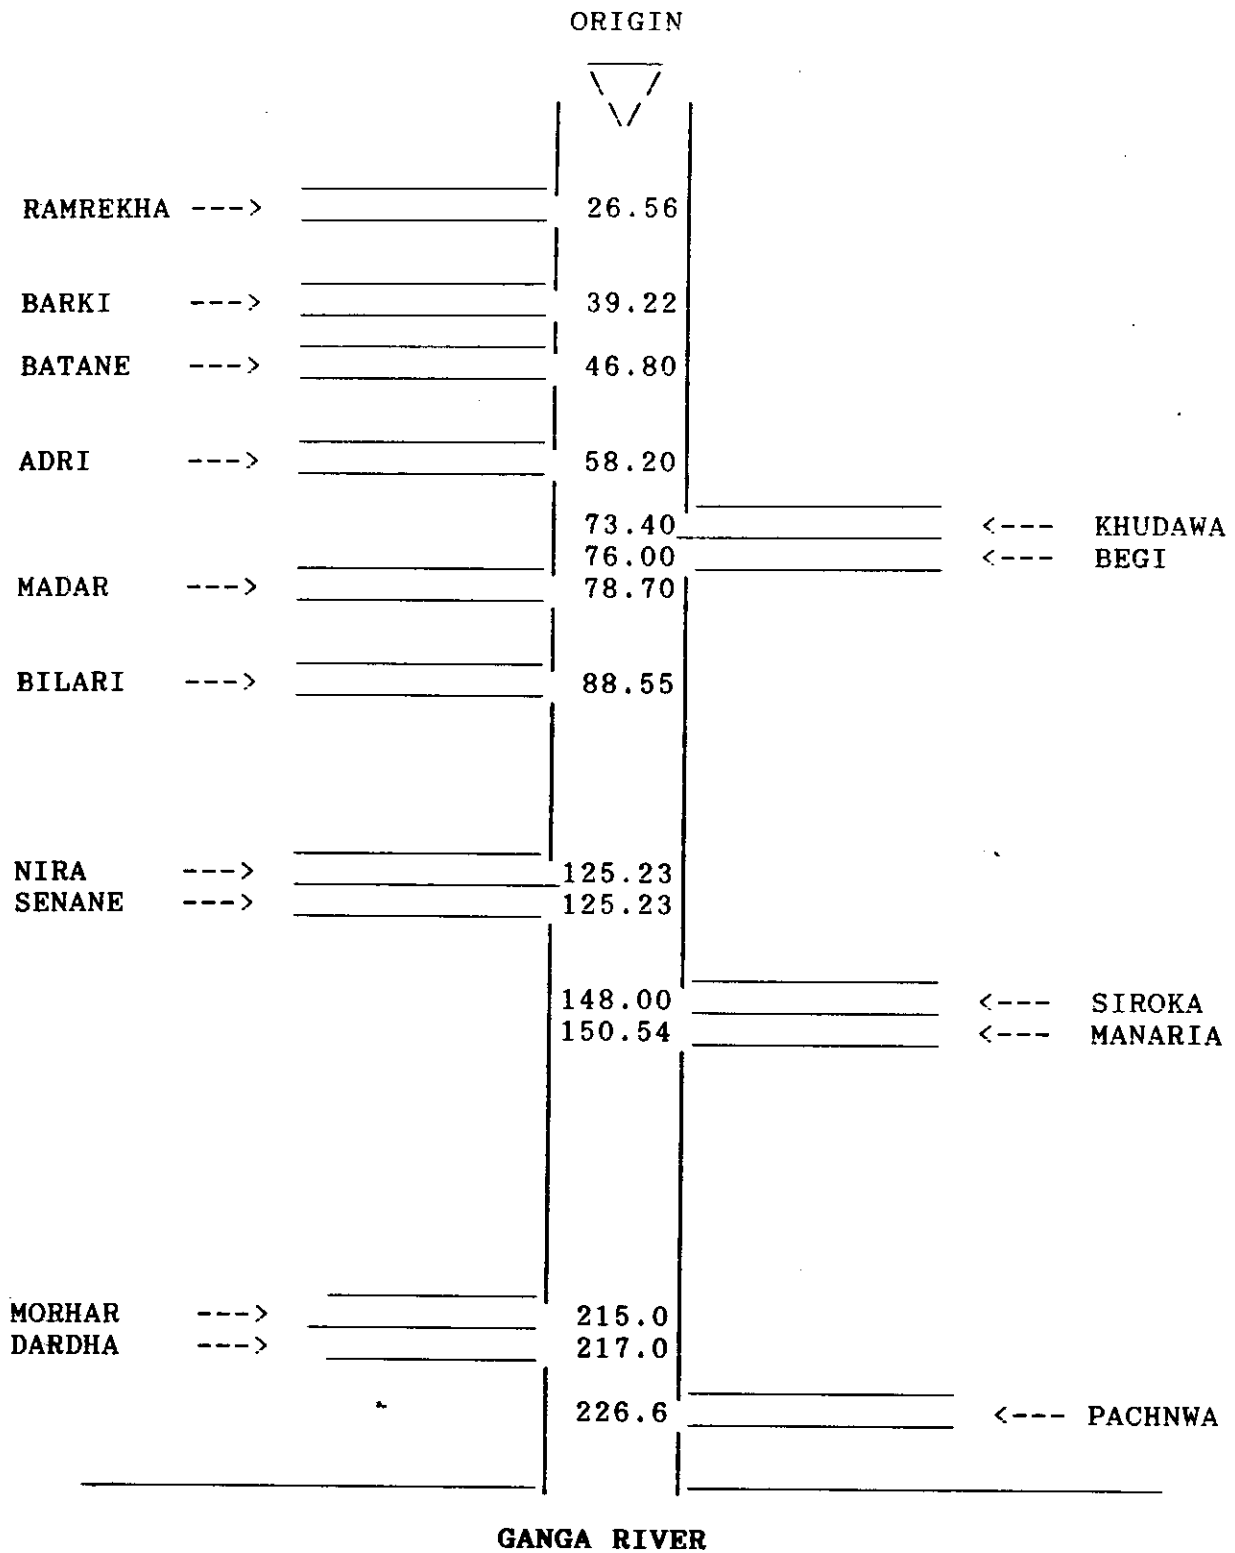 ORIGIN
RAMREKHA ---> 26.56
BARKI ---> 39.22
BATANE ---> 46.80
ADRI ---> 58.20
73.40 <--- KHUDAWA
76.00 <--- BEGI
MADAR ---> 78.70
BILARI ---> 88.55
NIRA ---> 125.23
SENANE ---> 125.23
148.00 <--- SIROKA
150.54 <--- MANARIA
MORHAR ---> 215.0
DARDHA ---> 217.0
226.6 <--- PACHNWA
GANGA RIVER